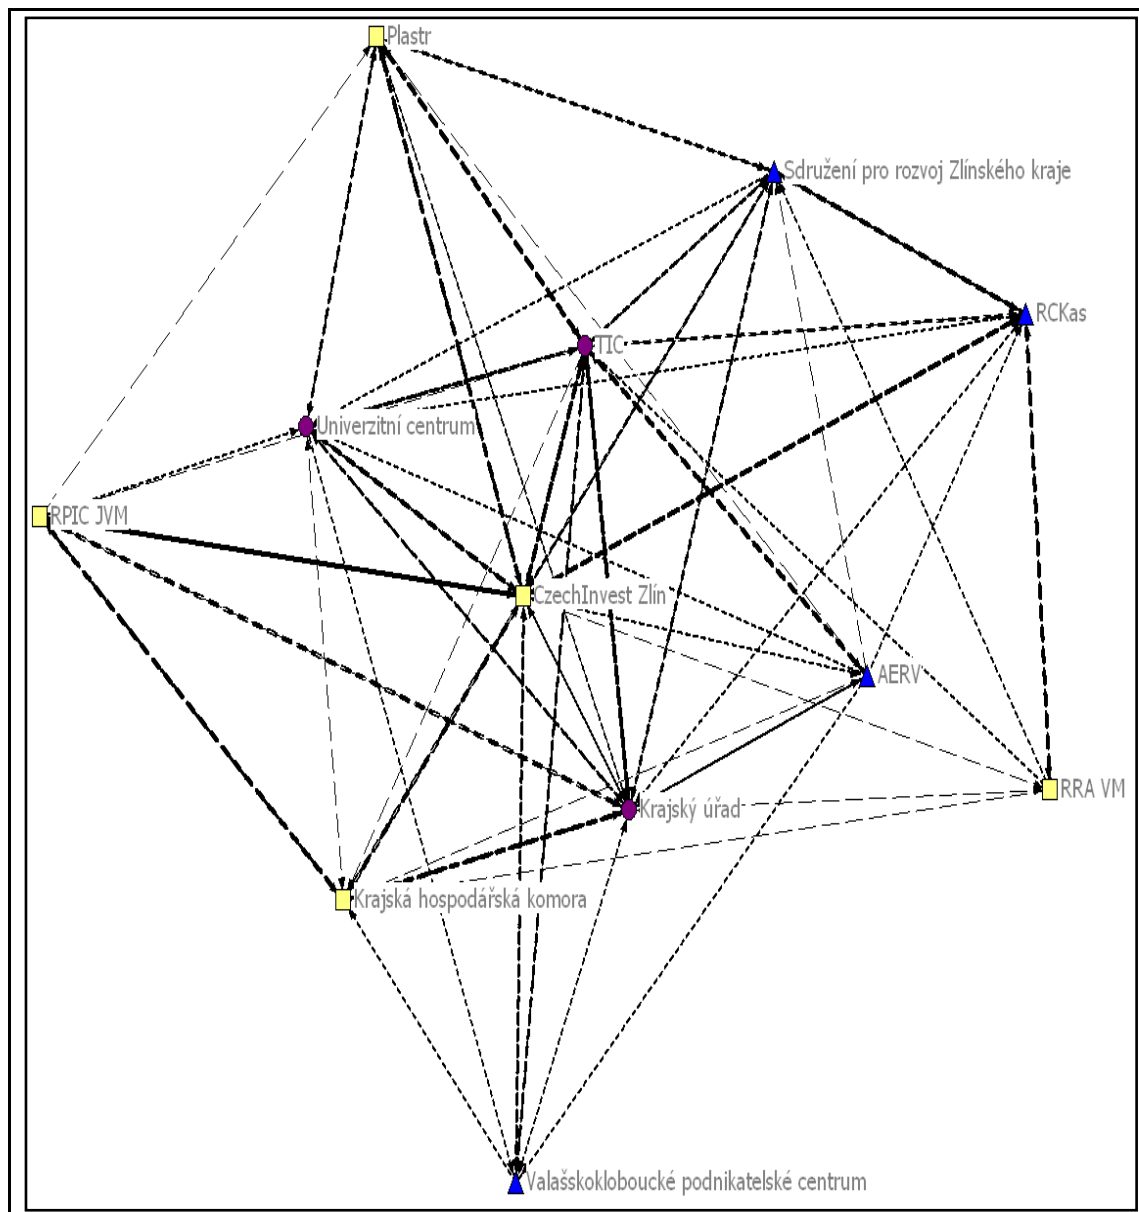 Plastr
Sdružení pro rozvoj Zlínského kraje
RCKas
TIC
Univerzitní centrum
RPIC JVM
CzechInvest Zlín
AERV
RRA VM
Krajský úřad
Krajská hospodářská komora
Valašskokloboucké podnikatelské centrum